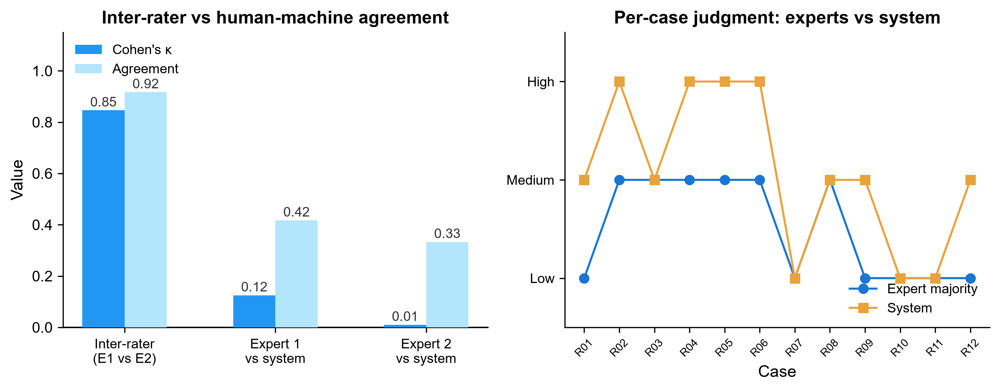 Inter-rater vs human-machine agreement
Cohen's κ
Agreement
Value
1.0
0.8
0.6
0.4
0.2
0.0
0.85
0.92
0.12
0.42
0.01
0.33
Inter-rater
(E1 vs E2)
Expert 1
vs system
Expert 2
vs system
Per-case judgment: experts vs system
High
Medium
Low
Expert majority
System
R01
R02
R03
R04
R05
R06
R07
R08
R09
R10
R11
R12
Case